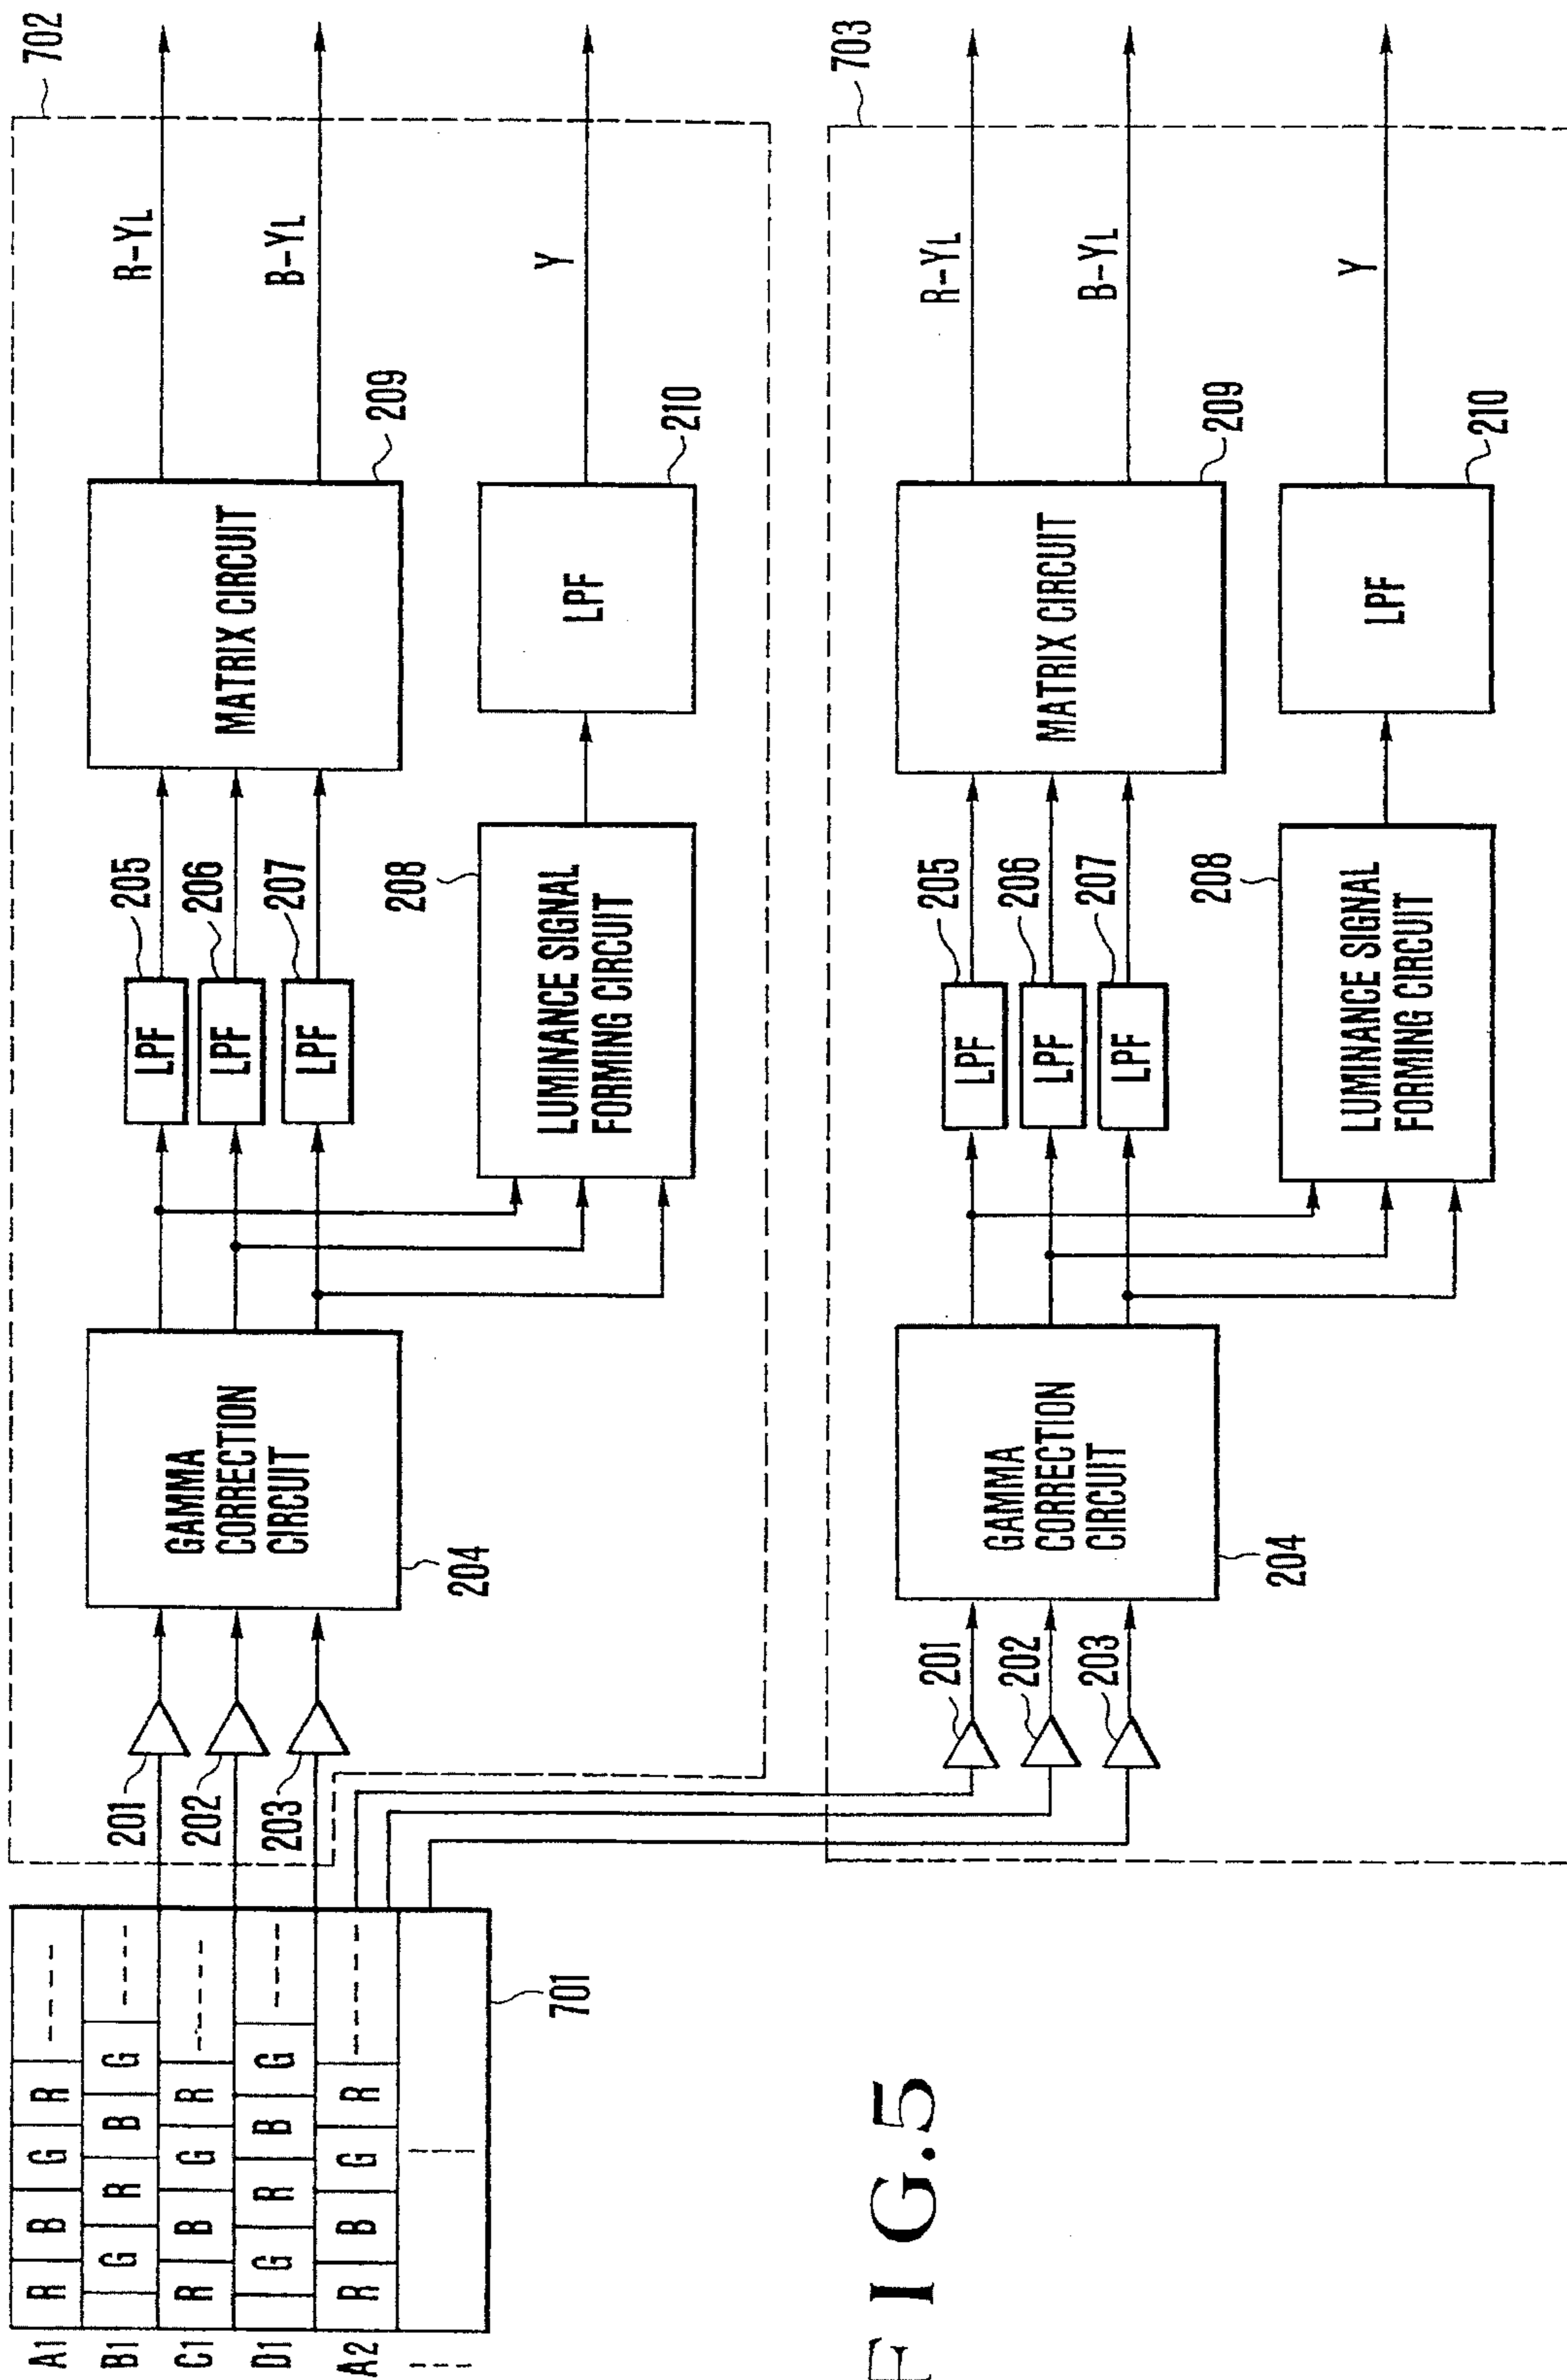 702
R-YL
B-YL
Y
209
210
MATRIX CIRCUIT
LPF
205
206
207
208
LPF
LPF
LPF
LUMINANCE SIGNAL
FORMING CIRCUIT
GAMMA
CORRECTION
CIRCUIT
204
201
202
203
703
R-YL
B-YL
Y
209
210
MATRIX CIRCUIT
LPF
205
206
207
208
LPF
LPF
LPF
LUMINANCE SIGNAL
FORMING CIRCUIT
GAMMA
CORRECTION
CIRCUIT
204
201
202
203
A1 R B G R
B1 G R B G
C1 R B G R
D1 G R B G
A2 R B G R
701
FIG.5